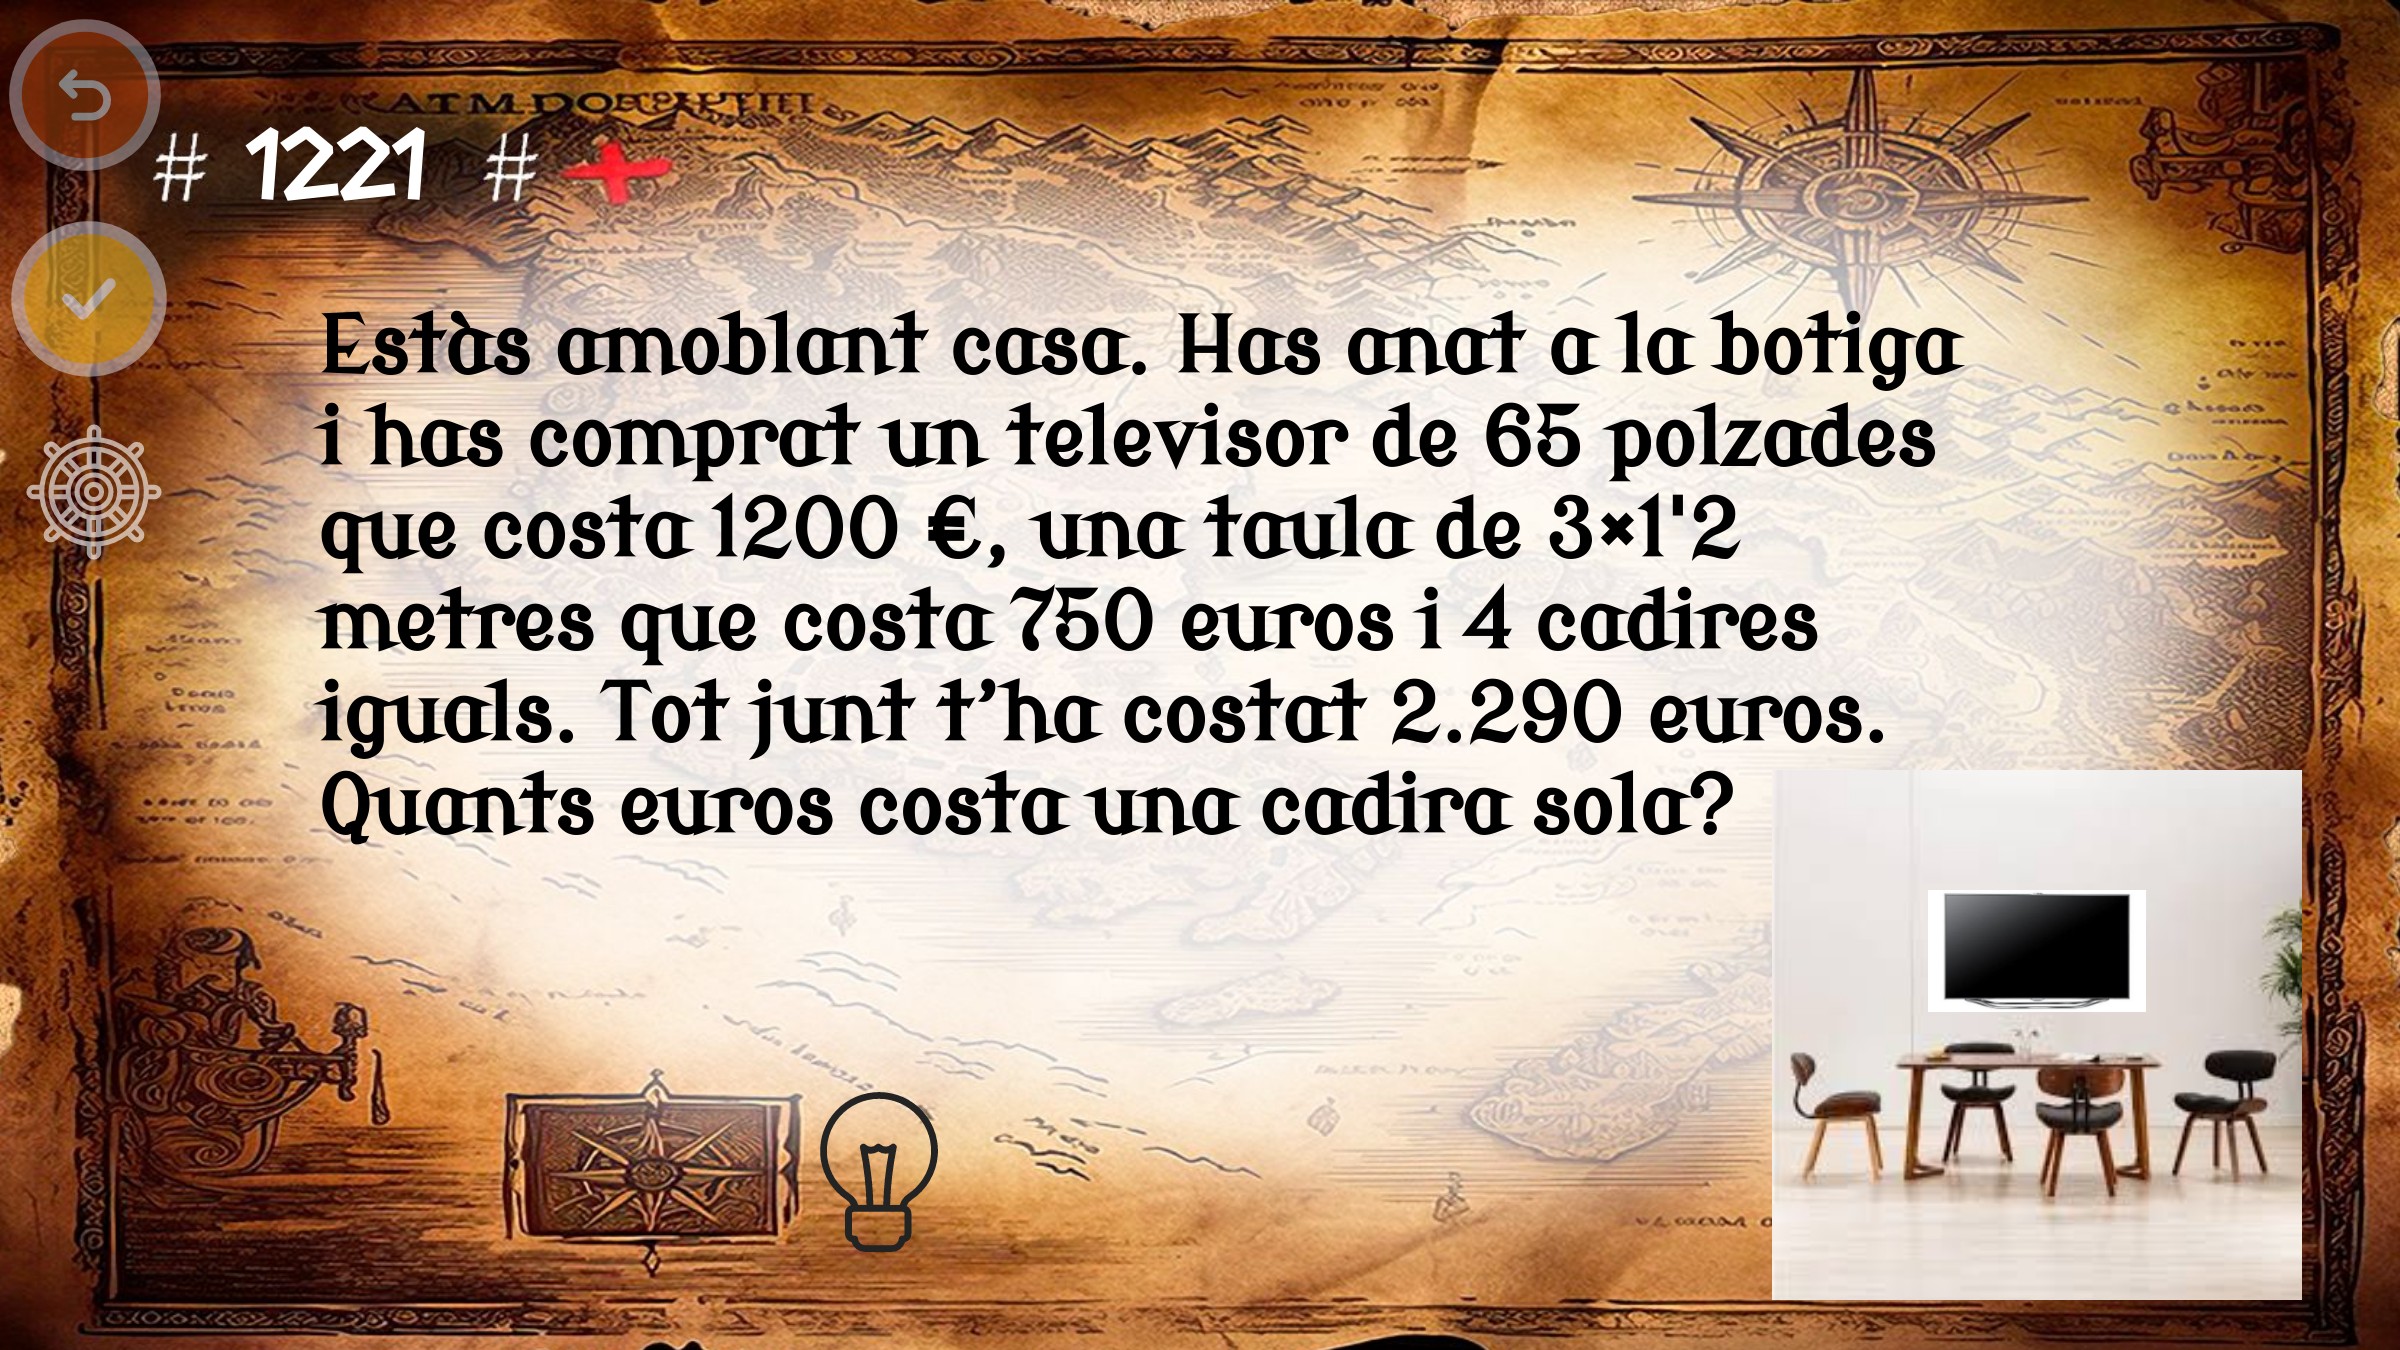 # 1221 #
Estàs amoblant casa. Has anat a la botiga
i has comprat un televisor de 65 polzades
que costa 1200 €, una taula de 3×1'2
metres que costa 750 euros i 4 cadires
iguals. Tot junt t’ha costat 2.290 euros.
Quants euros costa una cadira sola?